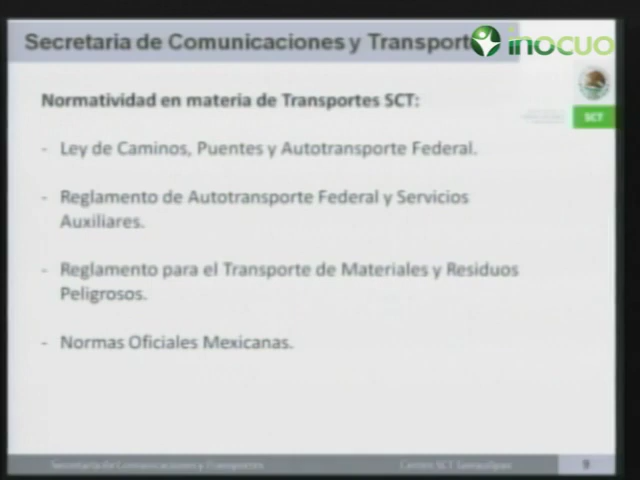 Secretaria de Comunicaciones y Transport
inocuo
Normatividad en materia de Transportes SCT:
SCT
- Ley de Caminos, Puentes y Autotransporte Federal.
- Reglamento de Autotransporte Federal y Servicios
Auxiliares.
- Reglamento para el Transporte de Materiales y Residuos
Peligrosos.
- Normas Oficiales Mexicanas.
Secretaría de Comunicaciones y Transportes
Centro SCT Tamaulipas
9